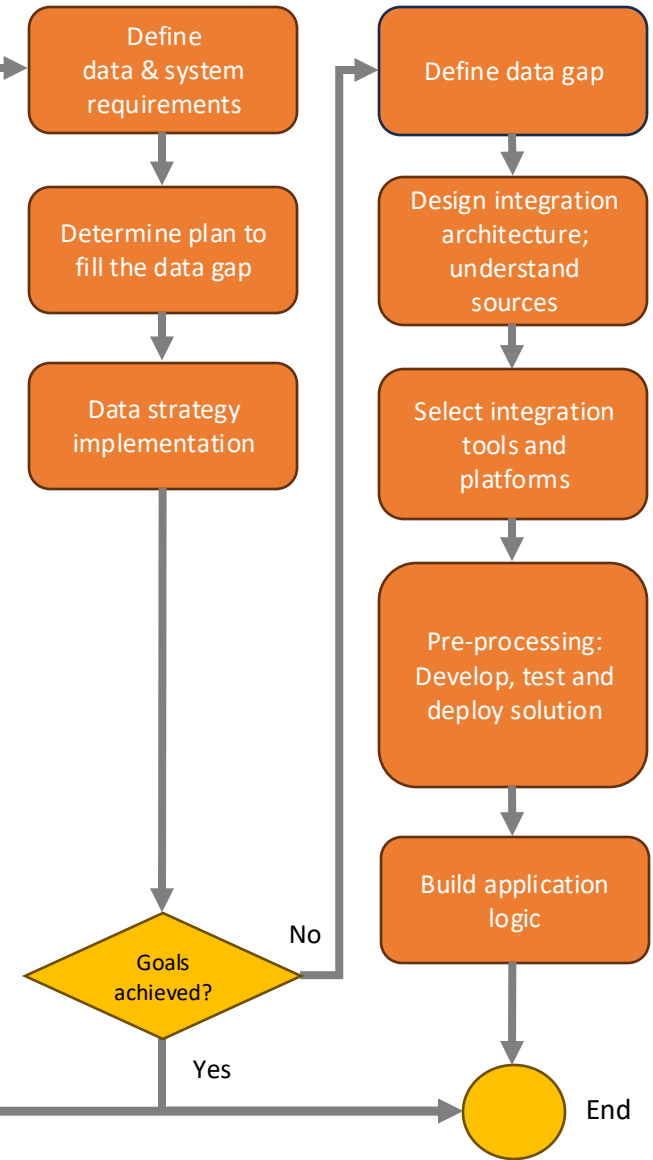 Define
data & system
requirements
Determine plan to
fill the data gap
Data strategy
implementation
Goals
achieved?
No
Yes
Define data gap
Design integration
architecture;
understand
sources
Select integration
tools and
platforms
Pre-processing:
Develop, test and
deploy solution
Build application
logic
End